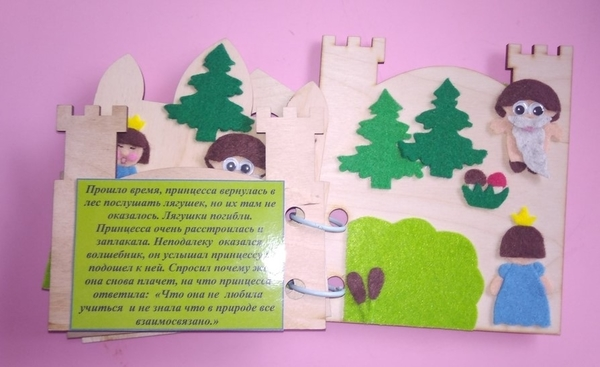 Прошло время, принцесса вернулась в
лес послушать лягушек, но их там не
оказалось. Лягушки погибли.
Принцесса очень расстроилась и
заплакала. Неподалеку оказался
волшебник, он услышал принцессу и
подошел к ней. Спросил почему же
она снова плачет, на что принцесса
ответила: «Что она не любила
учиться и не знала что в природе все
взаимосвязано.»